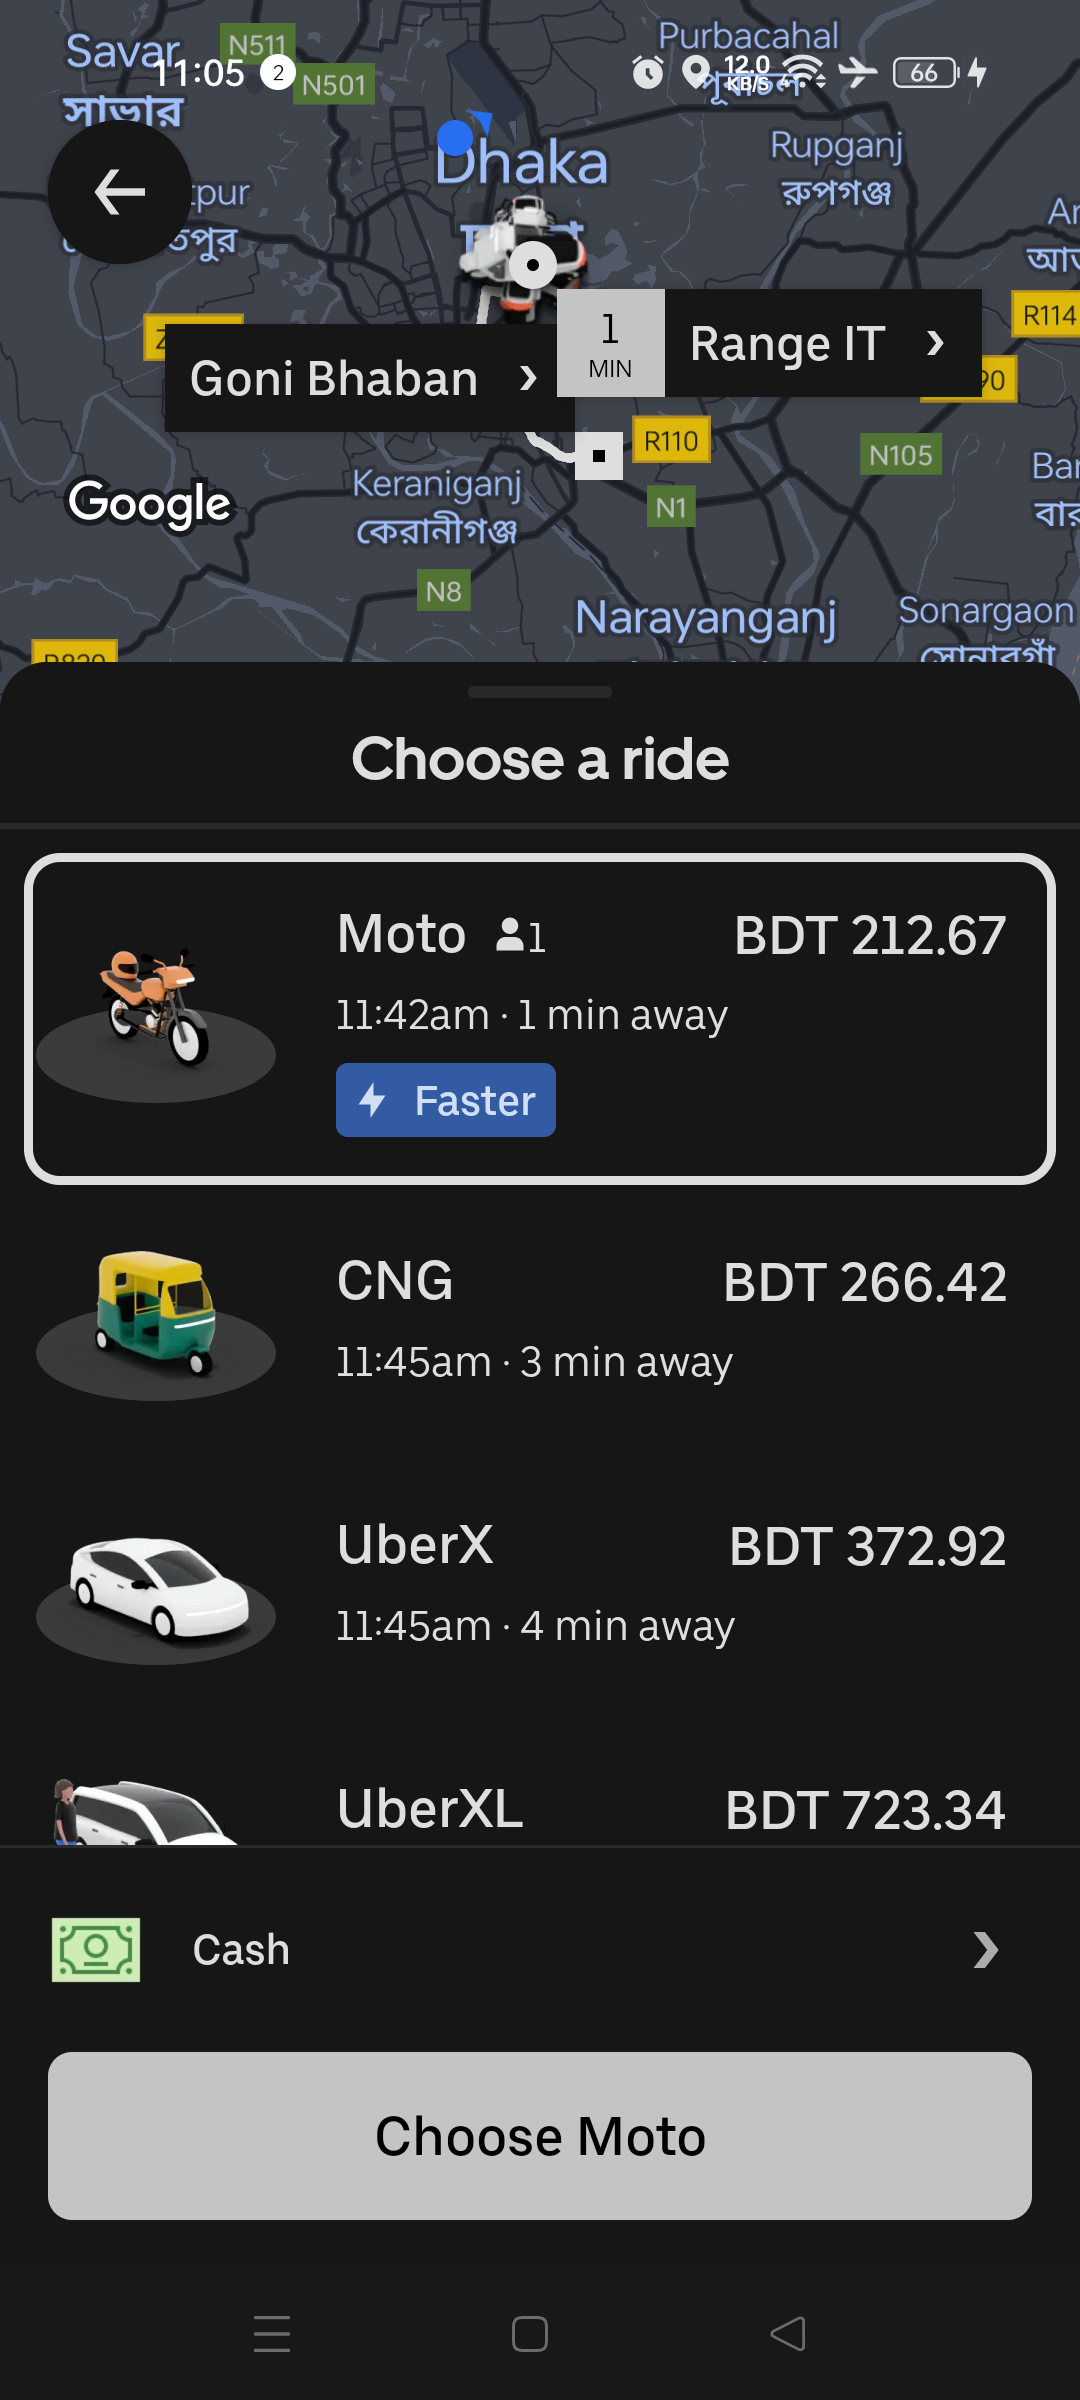 Savar
N511
Purbacahal
11:05
2
12.0
KB/S
66
N501
সাভার
Dhaka
Rupganj
রুপগঞ্জ
R114
1
MIN
Range IT
Goni Bhaban
R110
N105
Keraniganj
কেরানীগঞ্জ
N1
Google
N8
Narayanganj
Sonargaon
সোনারগাঁ
R820
Choose a ride
Moto 1 BDT 212.67
11:42am · 1 min away
Faster
CNG BDT 266.42
11:45am · 3 min away
UberX BDT 372.92
11:45am · 4 min away
UberXL BDT 723.34
Cash
Choose Moto